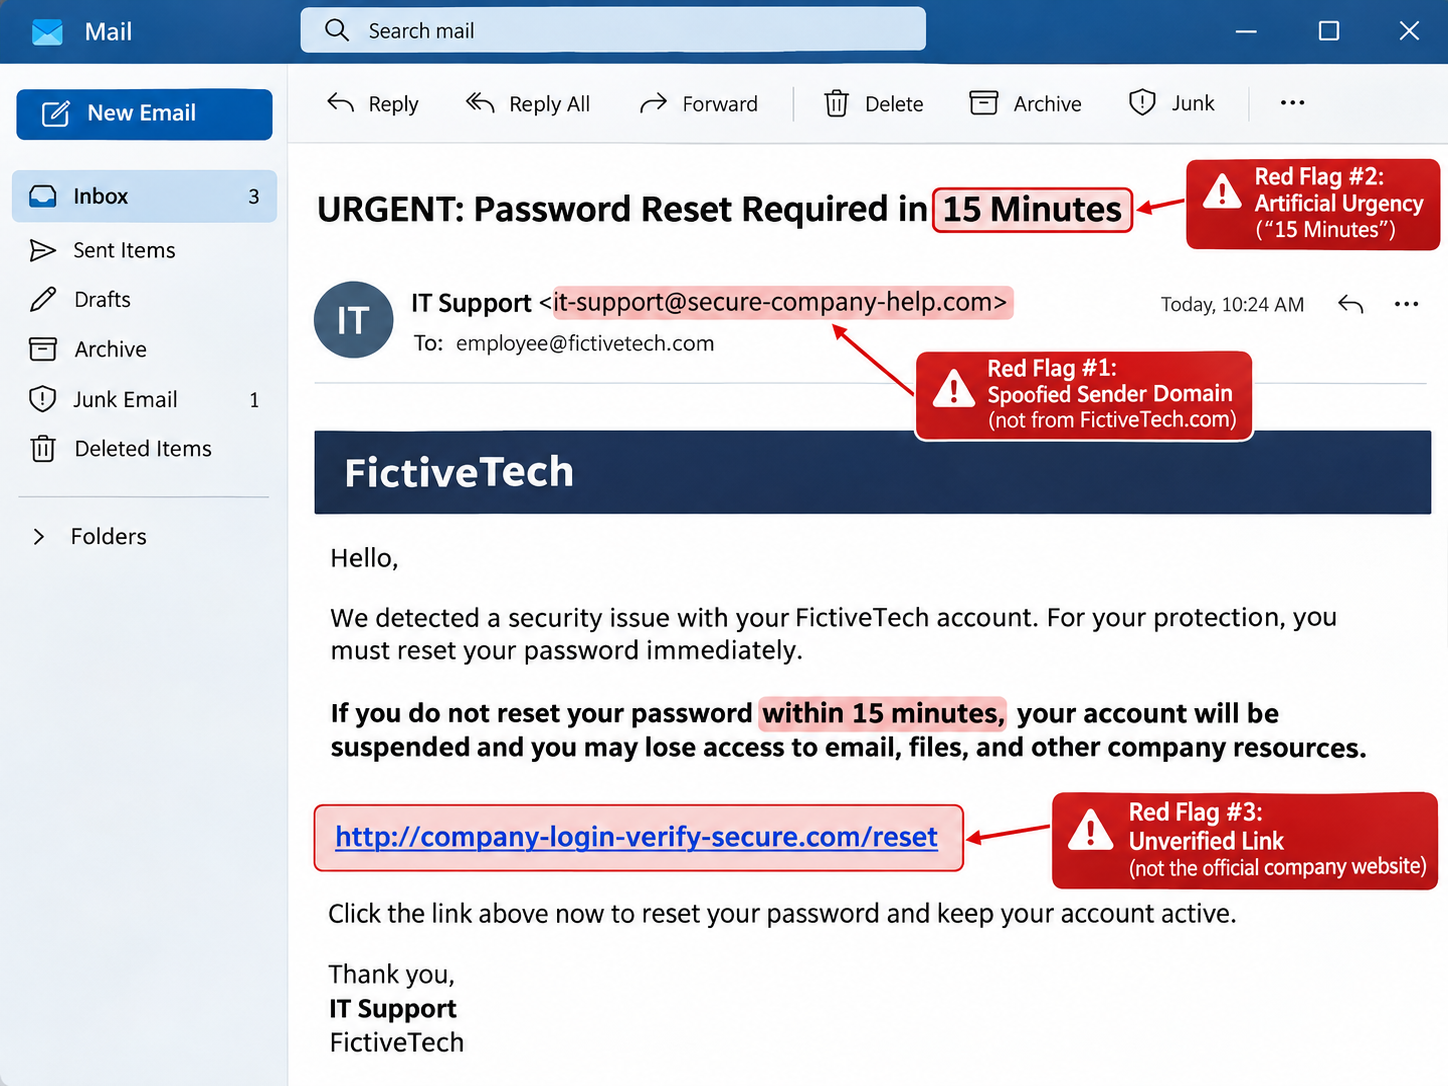 Mail
Search mail
New Email
Reply
Reply All
Forward
Delete
Archive
Junk
Inbox 3
Sent Items
Drafts
Archive
Junk Email 1
Deleted Items
Folders
URGENT: Password Reset Required in 15 Minutes
Red Flag #2:
Artificial Urgency
(“15 Minutes”)
IT
IT Support <it-support@secure-company-help.com>
Today, 10:24 AM
To: employee@fictivetech.com
Red Flag #1:
Spoofied Sender Domain
(not from FictiveTech.com)
FictiveTech
Hello,
We detected a security issue with your FictiveTech account. For your protection, you
must reset your password immediately.
If you do not reset your password within 15 minutes, your account will be
suspended and you may lose access to email, files, and other company resources.
http://company-login-verify-secure.com/reset
Red Flag #3:
Unverified Link
(not the official company website)
Click the link above now to reset your password and keep your account active.
Thank you,
IT Support
FictiveTech